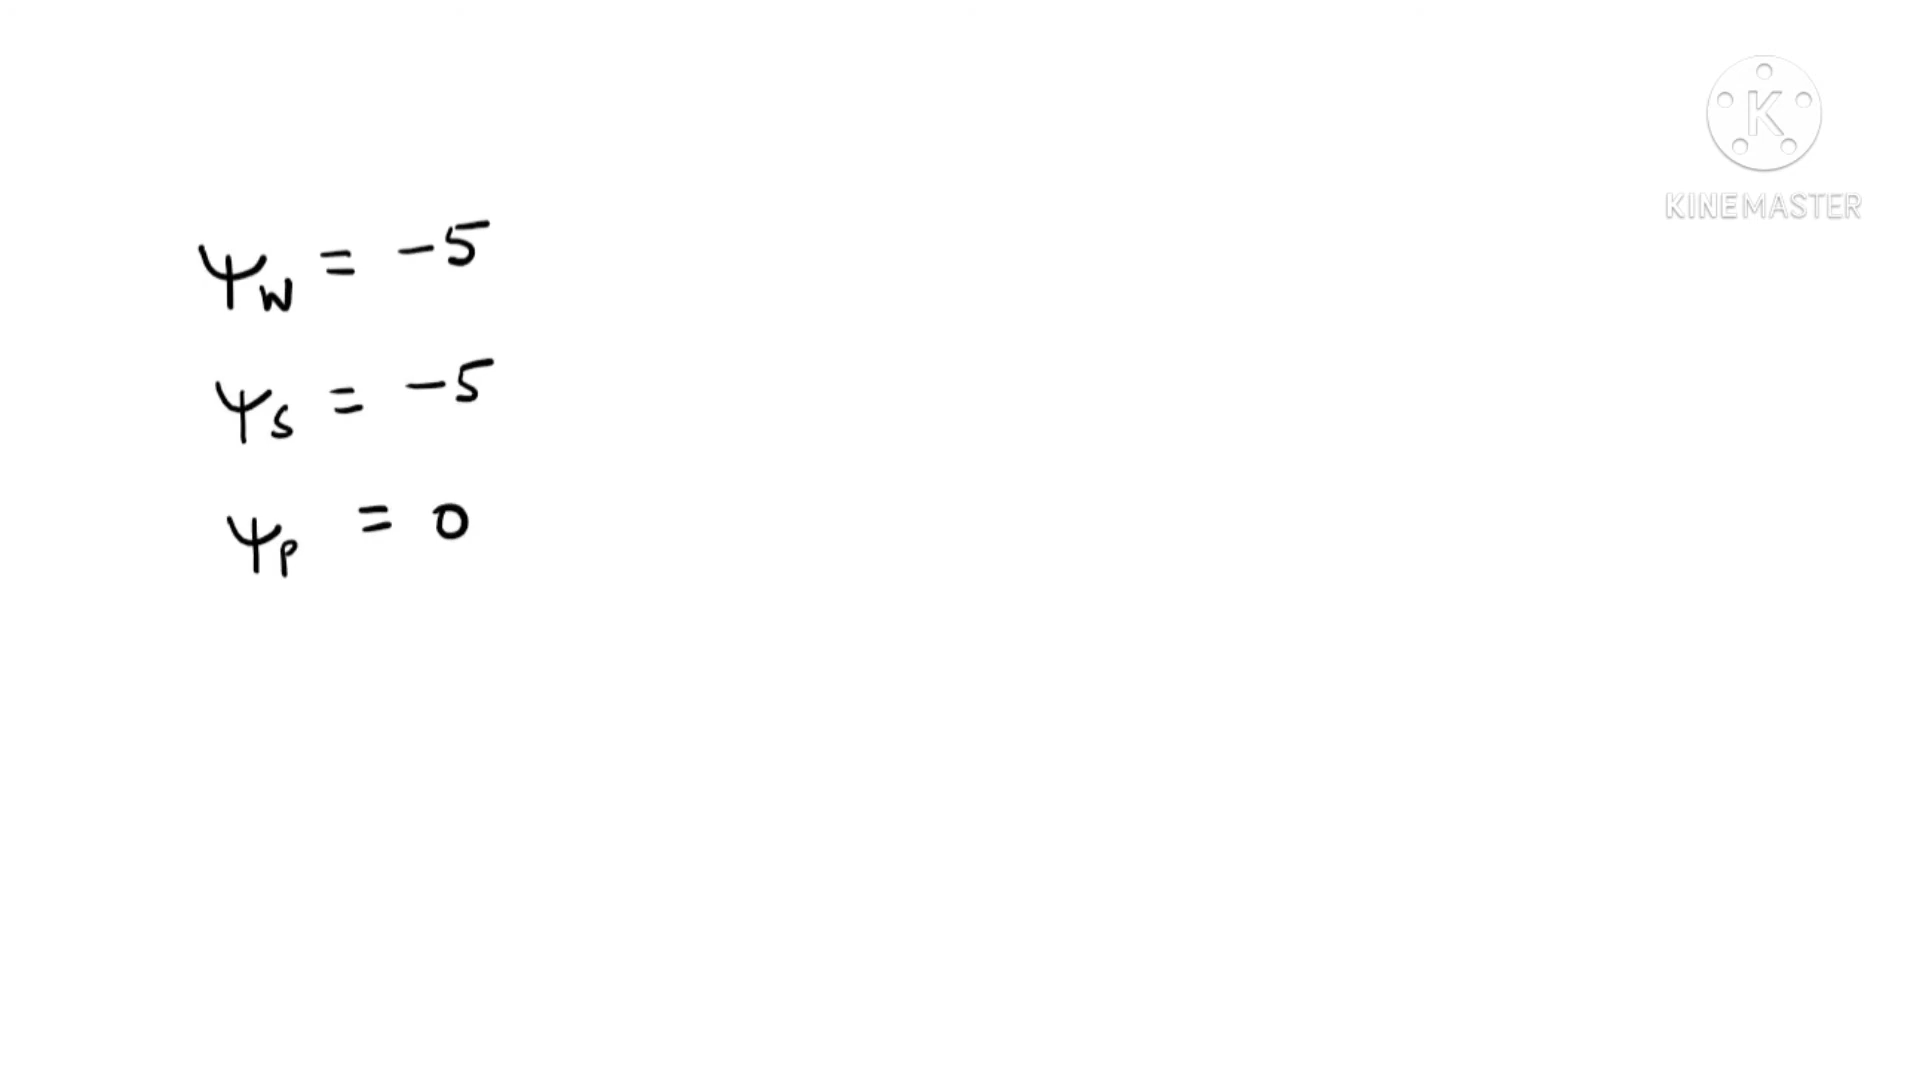 K
KINEMASTER
ψw = -5
ψs = -5
ψp = 0